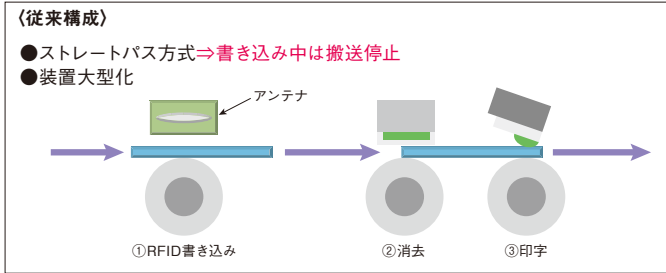 〈従来構成〉
●ストレートパス方式⇒書き込み中は搬送停止
●装置大型化
アンテナ
①RFID書き込み
②消去
③印字